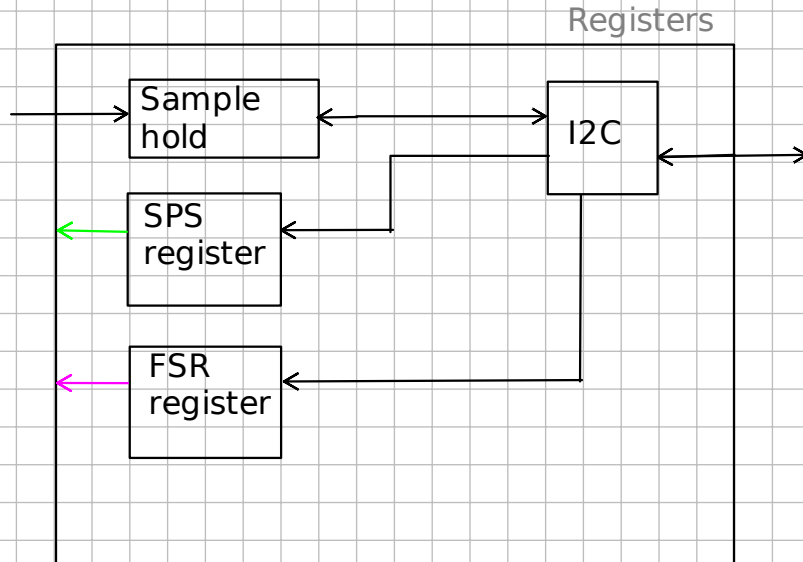 Registers
Sample
hold
I2C
SPS
register
FSR
register